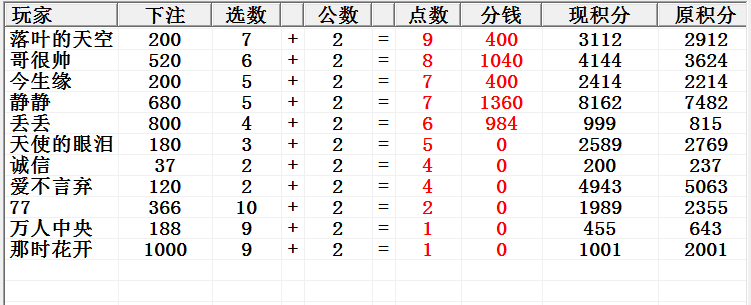 玩家 下注 选数 公数 点数 分钱 现积分 原积分
落叶的天空 200 7 + 2 = 9 400 3112 2912
哥很帅 520 6 + 2 = 8 1040 4144 3624
今生缘 200 5 + 2 = 7 400 2414 2214
静静 680 5 + 2 = 7 1360 8162 7482
丢丢 800 4 + 2 = 6 984 999 815
天使的眼泪 180 3 + 2 = 5 0 2589 2769
诚信 37 2 + 2 = 4 0 200 237
爱不言弃 120 2 + 2 = 4 0 4943 5063
77 366 10 + 2 = 2 0 1989 2355
万人中央 188 9 + 2 = 1 0 455 643
那时花开 1000 9 + 2 = 1 0 1001 2001